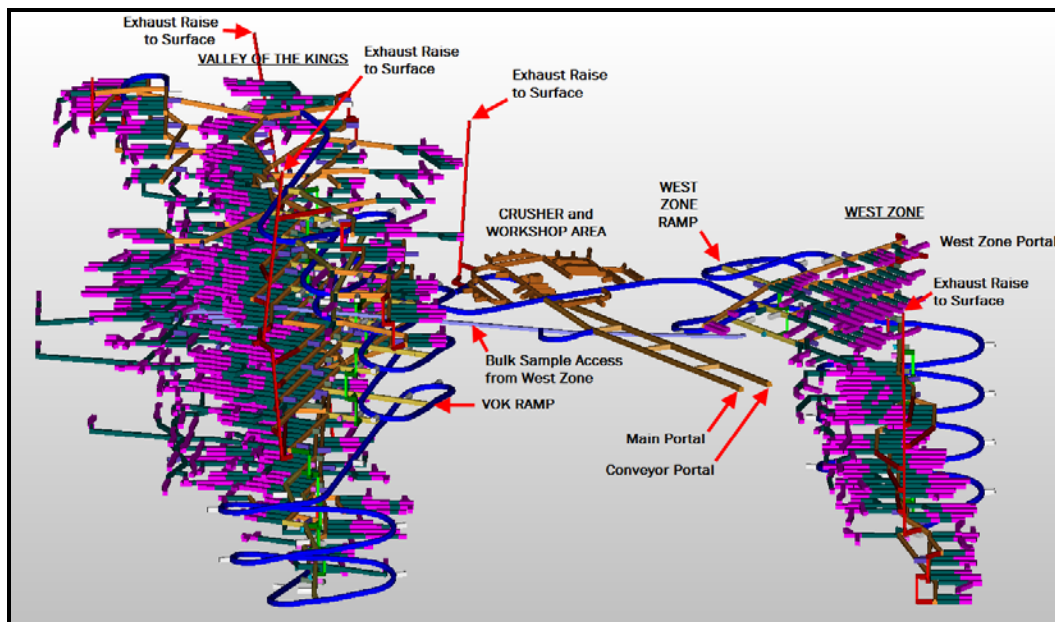 Exhaust Raise
to Surface
VALLEY OF THE KINGS
Exhaust Raise
to Surface
Exhaust Raise
to Surface
CRUSHER and
WORKSHOP AREA
WEST
ZONE
RAMP
WEST ZONE
West Zone Portal
Exhaust Raise
to Surface
Bulk Sample Access
from West Zone
VOK RAMP
Main Portal
Conveyor Portal